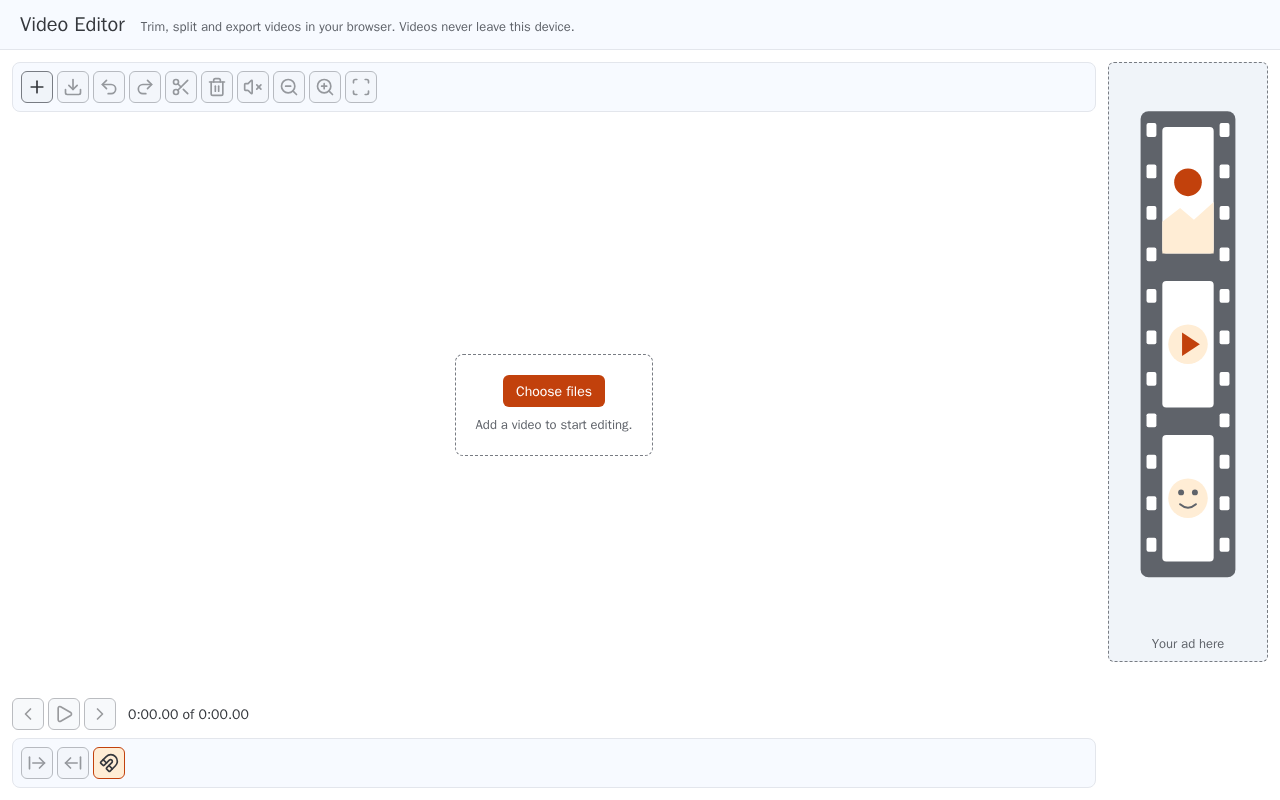 Video Editor
Trim, split and export videos in your browser. Videos never leave this device.
Choose files
Add a video to start editing.
Your ad here
0:00.00 of 0:00.00